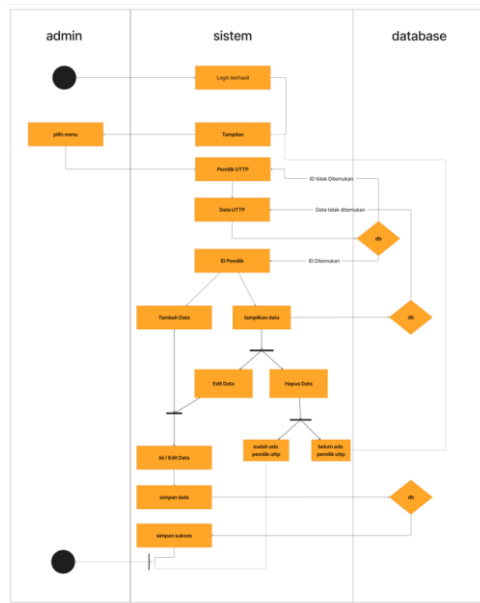 admin
sistem
database
Login berhasil
pilih menu
Tampilan
Pemilik UTTP
ID tidak Ditemukan
Data UTTP
Data tidak ditemukan
db
ID Pemilik
ID Ditemukan
Tambah Data
tampilkan data
db
Edit Data
Hapus Data
sudah ada
pemilik uttp
belum ada
pemilik uttp
Isi / Edit Data
simpan data
db
simpan sukses